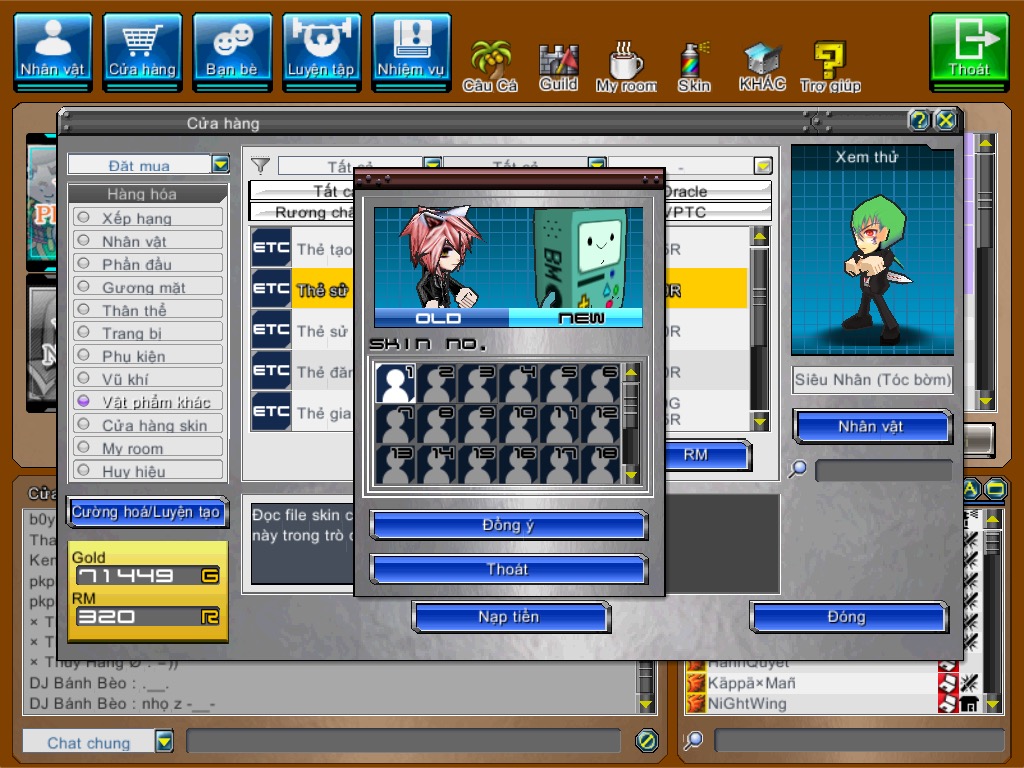 Nhân vật
Cửa hàng
Bạn bè
Luyện tập
Nhiệm vụ
Câu Cá
Guild
My room
Skin
KHÁC
Trợ giúp
Thoát
Cửa hàng
Đặt mua
Hàng hóa
Xếp hạng
Nhân vật
Phần đầu
Gương mặt
Thân thể
Trang bị
Phụ kiện
Vũ khí
Vật phẩm khác
Cửa hàng skin
My room
Huy hiệu
Cường hoá/Luyện tạo
Gold
71449 G
RM
320 R
Tất cả
Tất cả
-
Oracle
VPTC
ETC Thẻ tạo
ETC Thẻ sử
ETC Thẻ sử
ETC Thẻ
ETC Thẻ gia
RM
Đọc file skin
này trong trò
OLD
NEW
BMO
SKIN NO.
1 2 3 4 5 6
7 8 9 10 11 12
13 14 15 16 17 18
Đồng ý
Thoát
Nạp tiền
Đóng
Xem thử
Siêu Nhân (Tóc bờm)
Nhân vật
DJ Bánh Bèo : .__.
DJ Bánh Bèo : nhọ z -__-
Chat chung
HanhQuyet
Käppä×Mañ
NiGhtWing